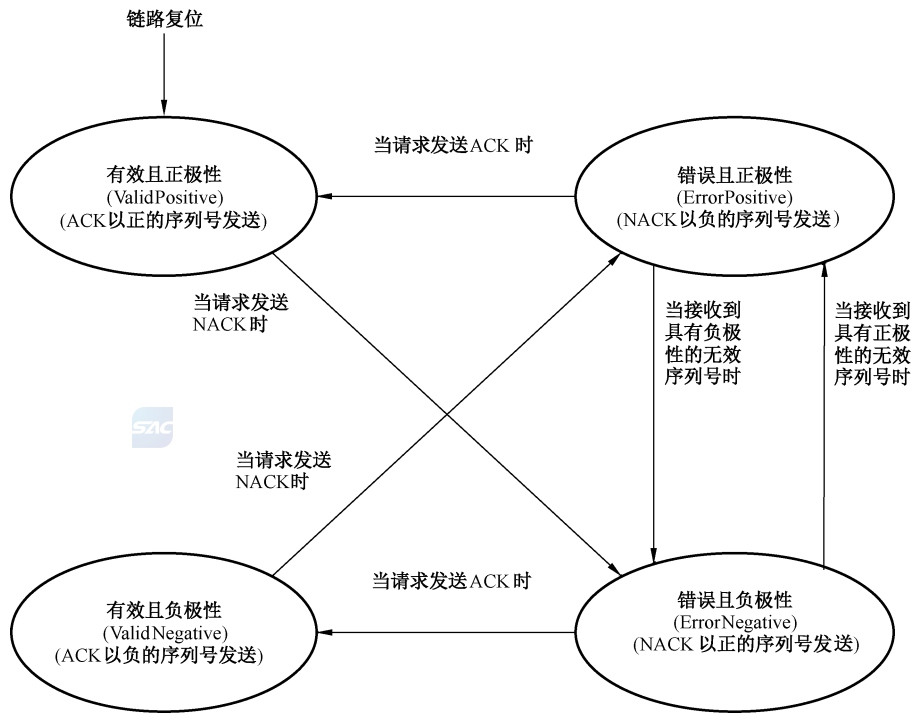 链路复位
有效且正极性
(ValidPositive)
(ACK以正的序列号发送)
当请求发送ACK 时
错误且正极性
(ErrorPositive)
(NACK以负的序列号发送)
当请求发送
NACK时
当接收到
具有负极
性的无效
序列号时
当接收到
具有正极
性的无效
序列号时
SAC
当请求发送
NACK时
有效且负极性
(ValidNegative)
(ACK以负的序列号发送)
当请求发送ACK 时
错误且负极性
(ErrorNegative)
(NACK 以正的序列号发送)